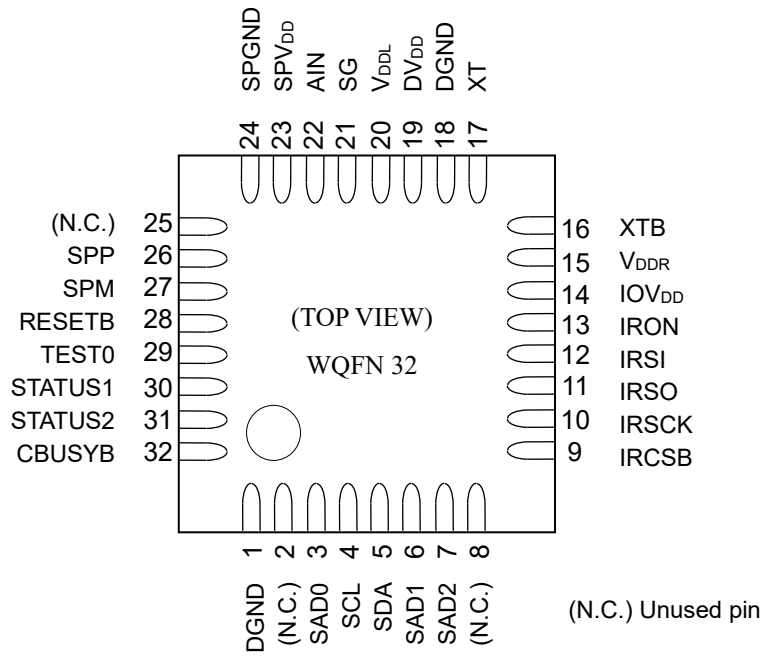 SPGND SPVDD AIN SG VDDL DVDD DGND XT
24 23 22 21 20 19 18 17
(N.C.) 25
SPP 26
SPM 27
RESETB 28
TEST0 29
STATUS1 30
STATUS2 31
CBUSYB 32
(TOP VIEW)
WQFN 32
16 XTB
15 VDDR
14 IOVDD
13 IRON
12 IRSI
11 IRSO
10 IRSCK
9 IRCSB
1 2 3 4 5 6 7 8
DGND (N.C.) SAD0 SCL SDA SAD1 SAD2 (N.C.)
(N.C.) Unused pin